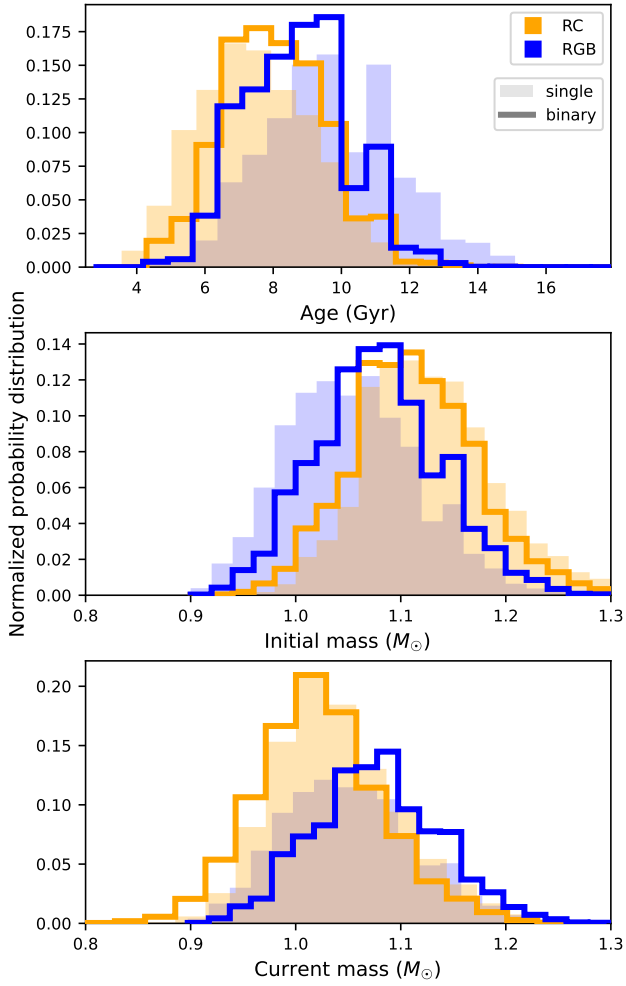 0.175
0.150
0.125
0.100
0.075
0.050
0.025
0.000
RC
RGB
single
binary
4 6 8 10 12 14 16
Age (Gyr)
Normalized probability distribution
0.14
0.12
0.10
0.08
0.06
0.04
0.02
0.00
0.8 0.9 1.0 1.1 1.2 1.3
Initial mass (M☉)
0.20
0.15
0.10
0.05
0.00
0.8 0.9 1.0 1.1 1.2 1.3
Current mass (M☉)